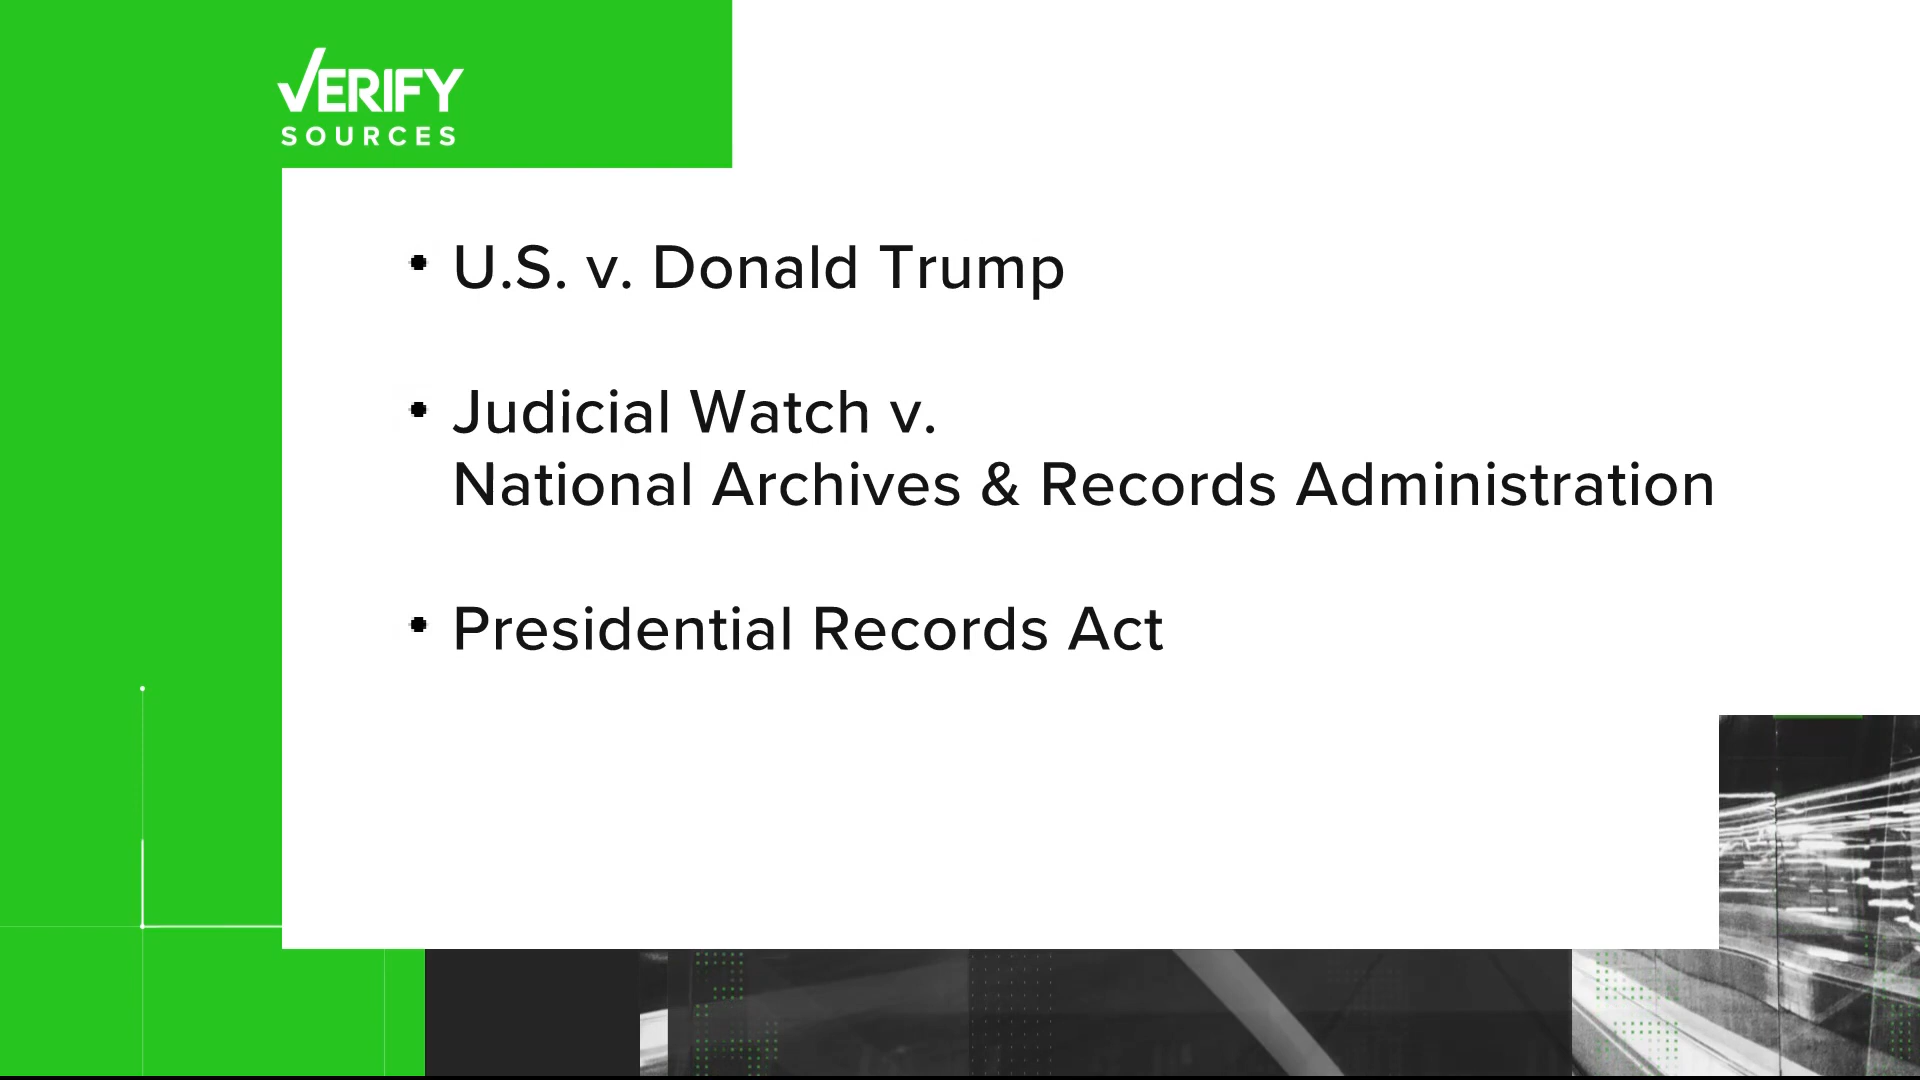 VERIFY
SOURCES
• U.S. v. Donald Trump
• Judicial Watch v.
National Archives & Records Administration
• Presidential Records Act